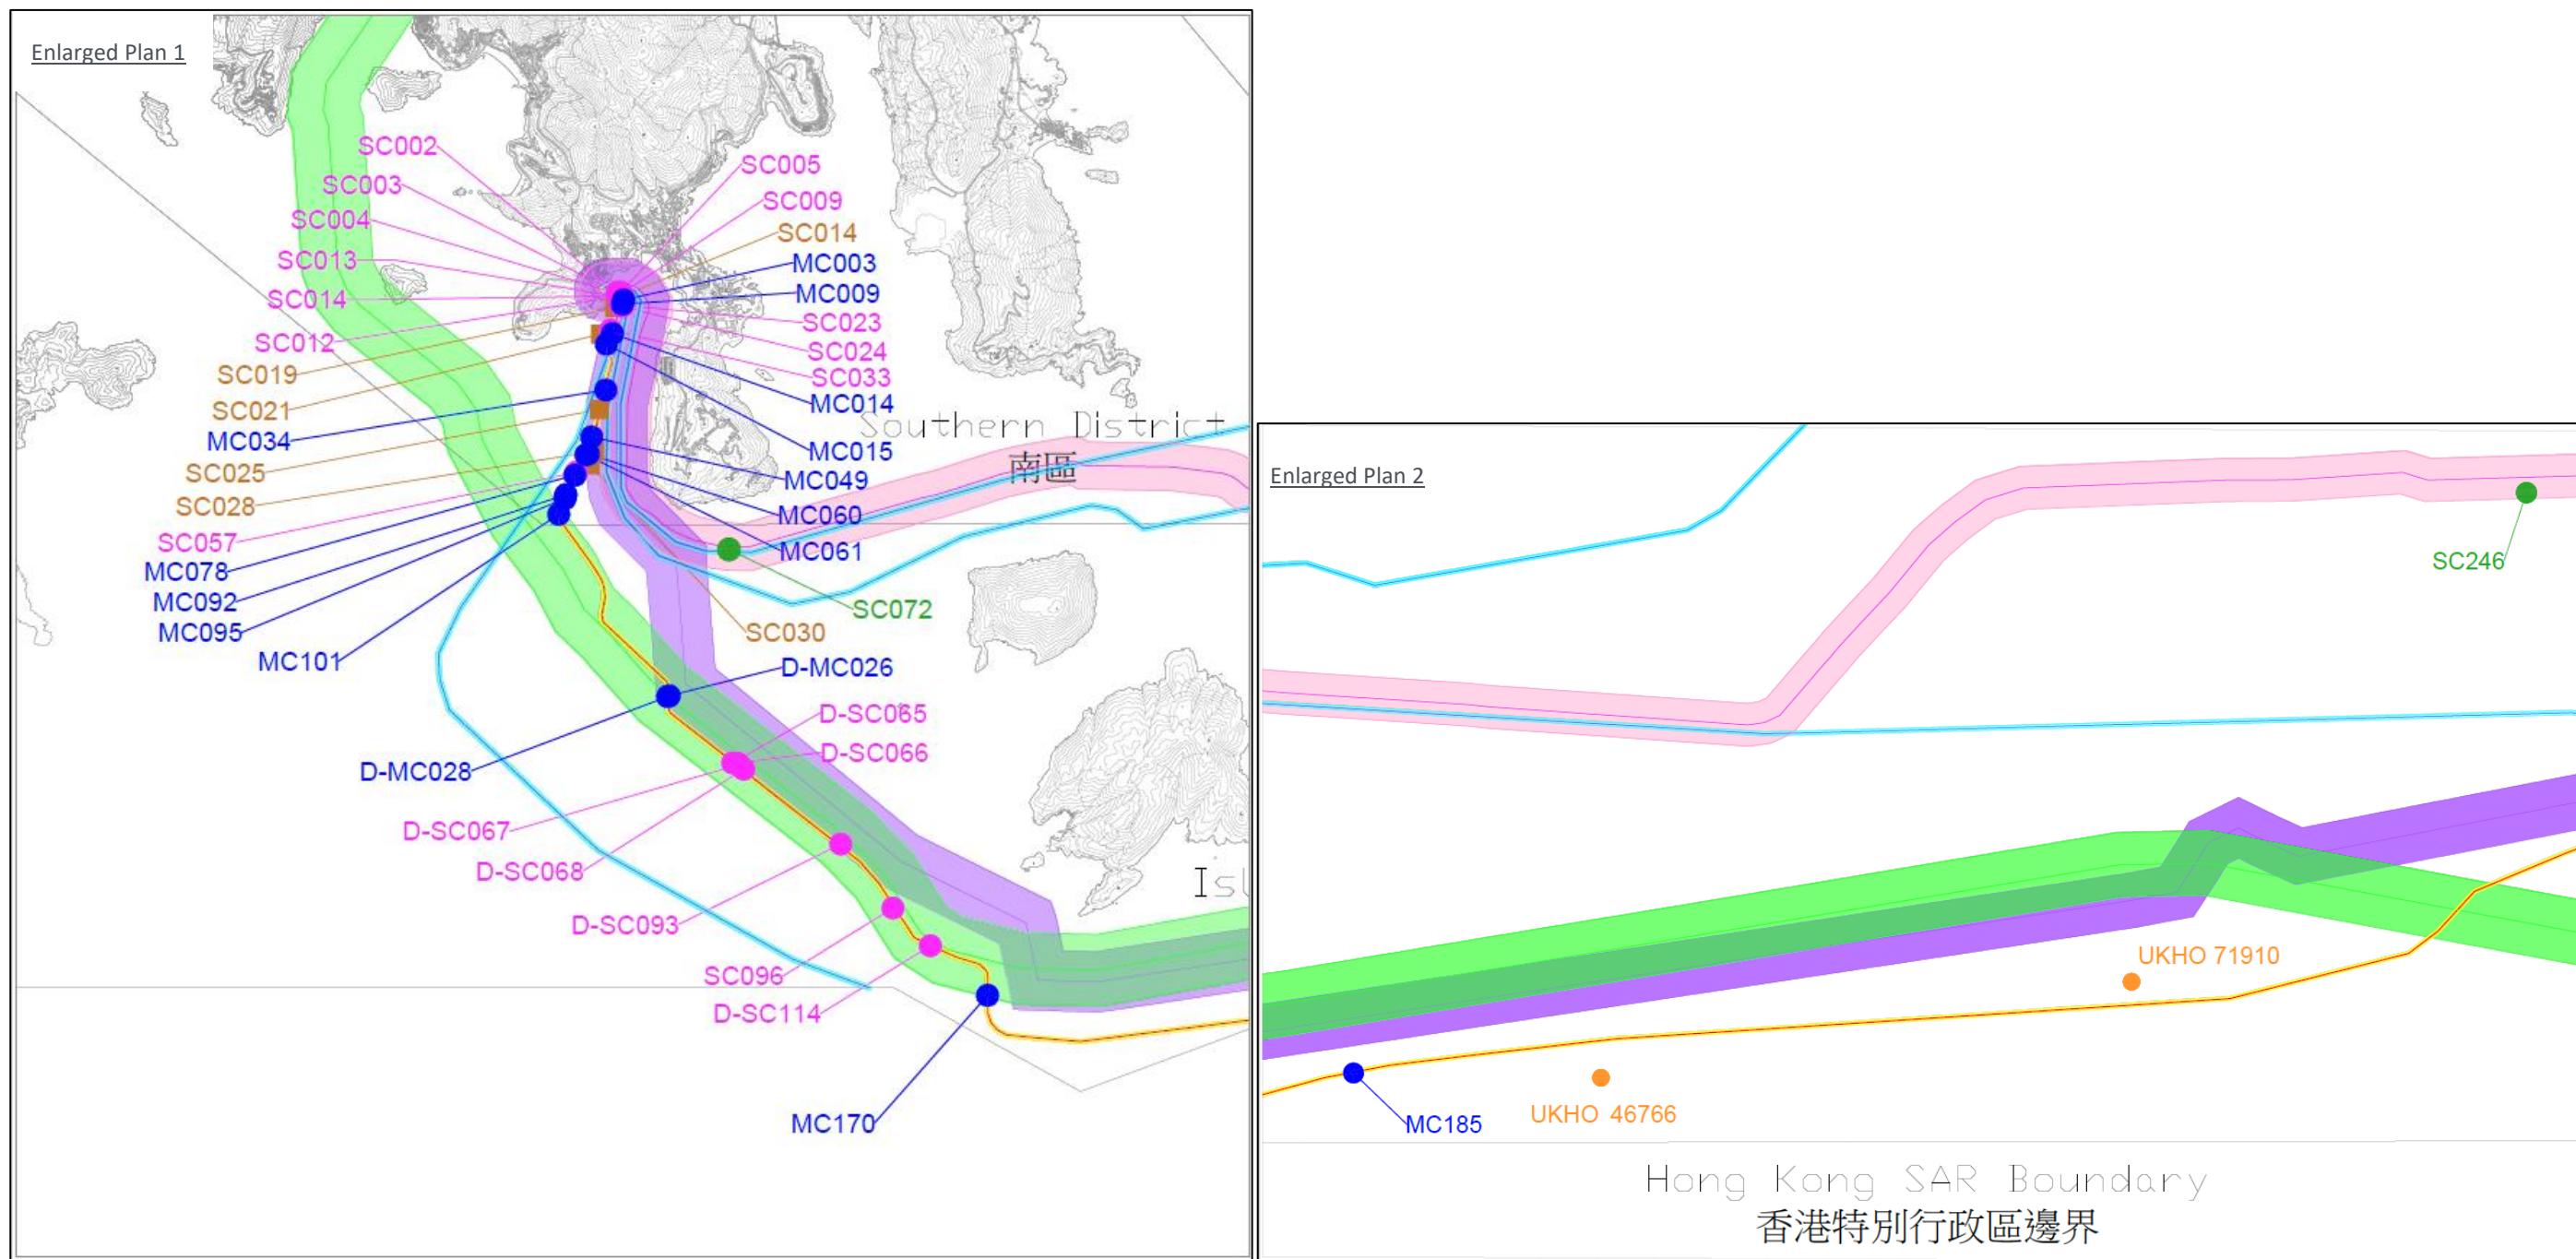 Enlarged Plan 1
SC002
SC003
SC004
SC013
SC014
SC012
SC019
SC021
MC034
SC025
SC028
SC057
MC078
MC092
MC095
MC101
SC005
SC009
SC014
MC003
MC009
SC023
SC024
SC033
MC014
Southern District
南區
MC015
MC049
MC060
MC061
SC072
SC030
D-MC026
D-SC065
D-SC066
D-MC028
D-SC067
D-SC068
D-SC093
SC096
D-SC114
MC170
Enlarged Plan 2
SC246
UKHO 71910
UKHO 46766
MC185
Hong Kong SAR Boundary
香港特別行政區邊界